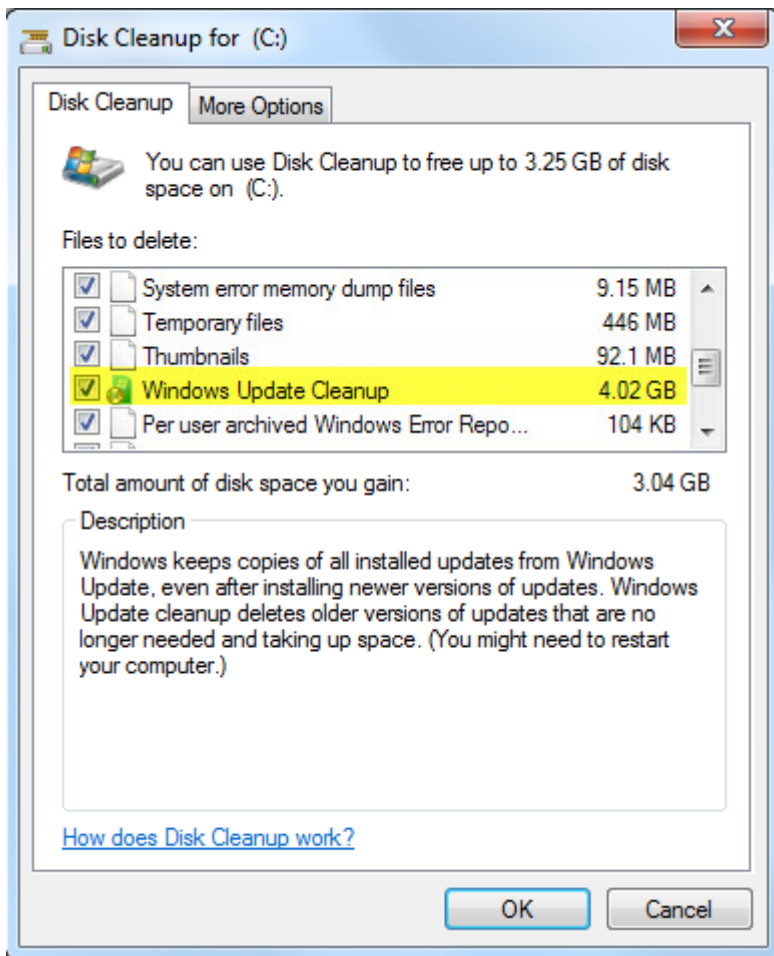 Disk Cleanup for (C:)
Disk Cleanup
More Options
You can use Disk Cleanup to free up to 3.25 GB of disk
space on (C:).
Files to delete:
System error memory dump files 9.15 MB
Temporary files 446 MB
Thumbnails 92.1 MB
Windows Update Cleanup 4.02 GB
Per user archived Windows Error Repo... 104 KB
Total amount of disk space you gain: 3.04 GB
Description
Windows keeps copies of all installed updates from Windows
Update, even after installing newer versions of updates. Windows
Update cleanup deletes older versions of updates that are no
longer needed and taking up space. (You might need to restart
your computer.)
How does Disk Cleanup work?
OK
Cancel